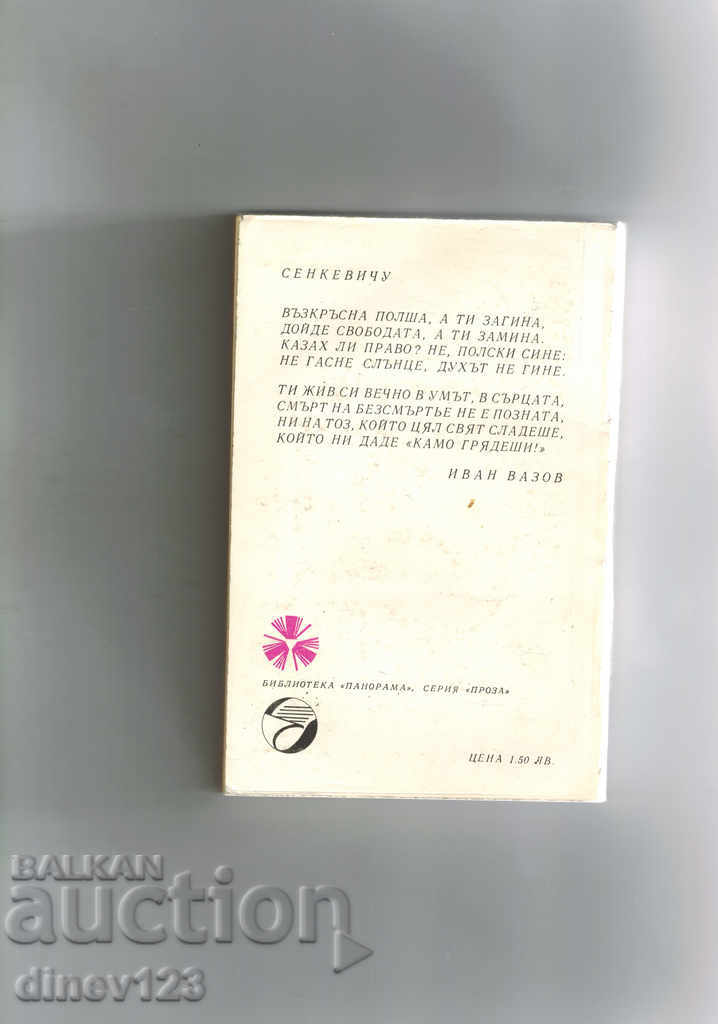 СЕНКЕВИЧУ
ВЪЗКРЪСНА ПОЛША, А ТИ ЗАГИНА,
ДОЙДЕ СВОБОДАТА, А ТИ ЗАМИНА.
КАЗАХ ЛИ ПРАВО? НЕ, ПОЛСКИ СИНЕ:
НЕ ГАСНЕ СЛЪНЦЕ, ДУХЪТ НЕ ГИНЕ.
ТИ ЖИВ СИ ВЕЧНО В УМЪТ, В СЪРЦАТА,
СМЪРТ НА БЕЗСМЪРТЬЕ НЕ Е ПОЗНАТА,
НИ НА ТОЗ, КОЙТО ЦЯЛ СВЯТ СЛАДЕШЕ,
КОЙТО НИ ДАДЕ «КАМО ГРЯДЕШИ!»
ИВАН ВАЗОВ
БИБЛИОТЕКА «ПАНОРАМА», СЕРИЯ «ПРОЗА»
ЦЕНА 1.50 ЛВ.
BALKAN
auction
dinev123